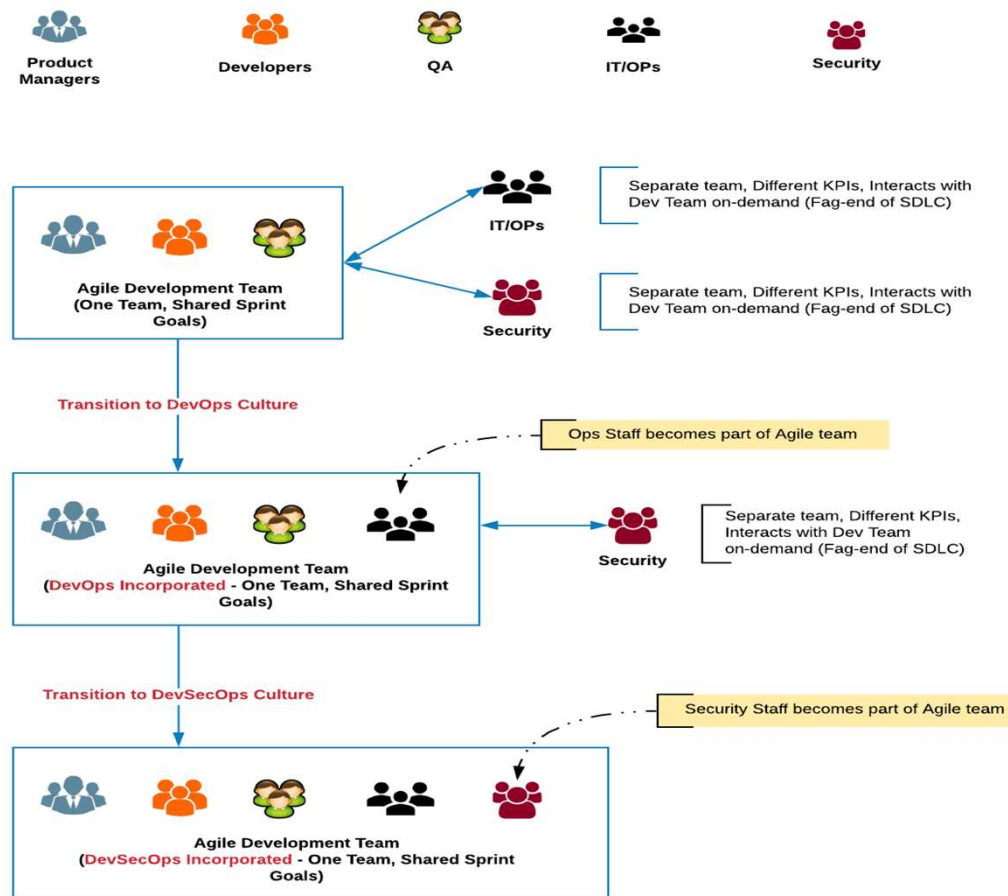 Product
Managers
Developers
QA
IT/OPs
Security
IT/OPs
Separate team, Different KPIs, Interacts with
Dev Team on-demand (Fag-end of SDLC)
Agile Development Team
(One Team, Shared Sprint
Goals)
Security
Separate team, Different KPIs, Interacts with
Dev Team on-demand (Fag-end of SDLC)
Transition to DevOps Culture
Ops Staff becomes part of Agile team
Agile Development Team
(DevOps Incorporated - One Team, Shared Sprint
Goals)
Security
Separate team, Different KPIs,
Interacts with Dev Team
on-demand (Fag-end of SDLC)
Transition to DevSecOps Culture
Security Staff becomes part of Agile team
Agile Development Team
(DevSecOps Incorporated - One Team, Shared Sprint
Goals)